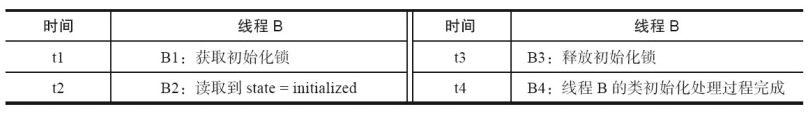 时间 线程 B 时间 线程 B
t1 B1：获取初始化锁 t3 B3：释放初始化锁
t2 B2：读取到 state = initialized t4 B4：线程 B 的类初始化处理过程完成